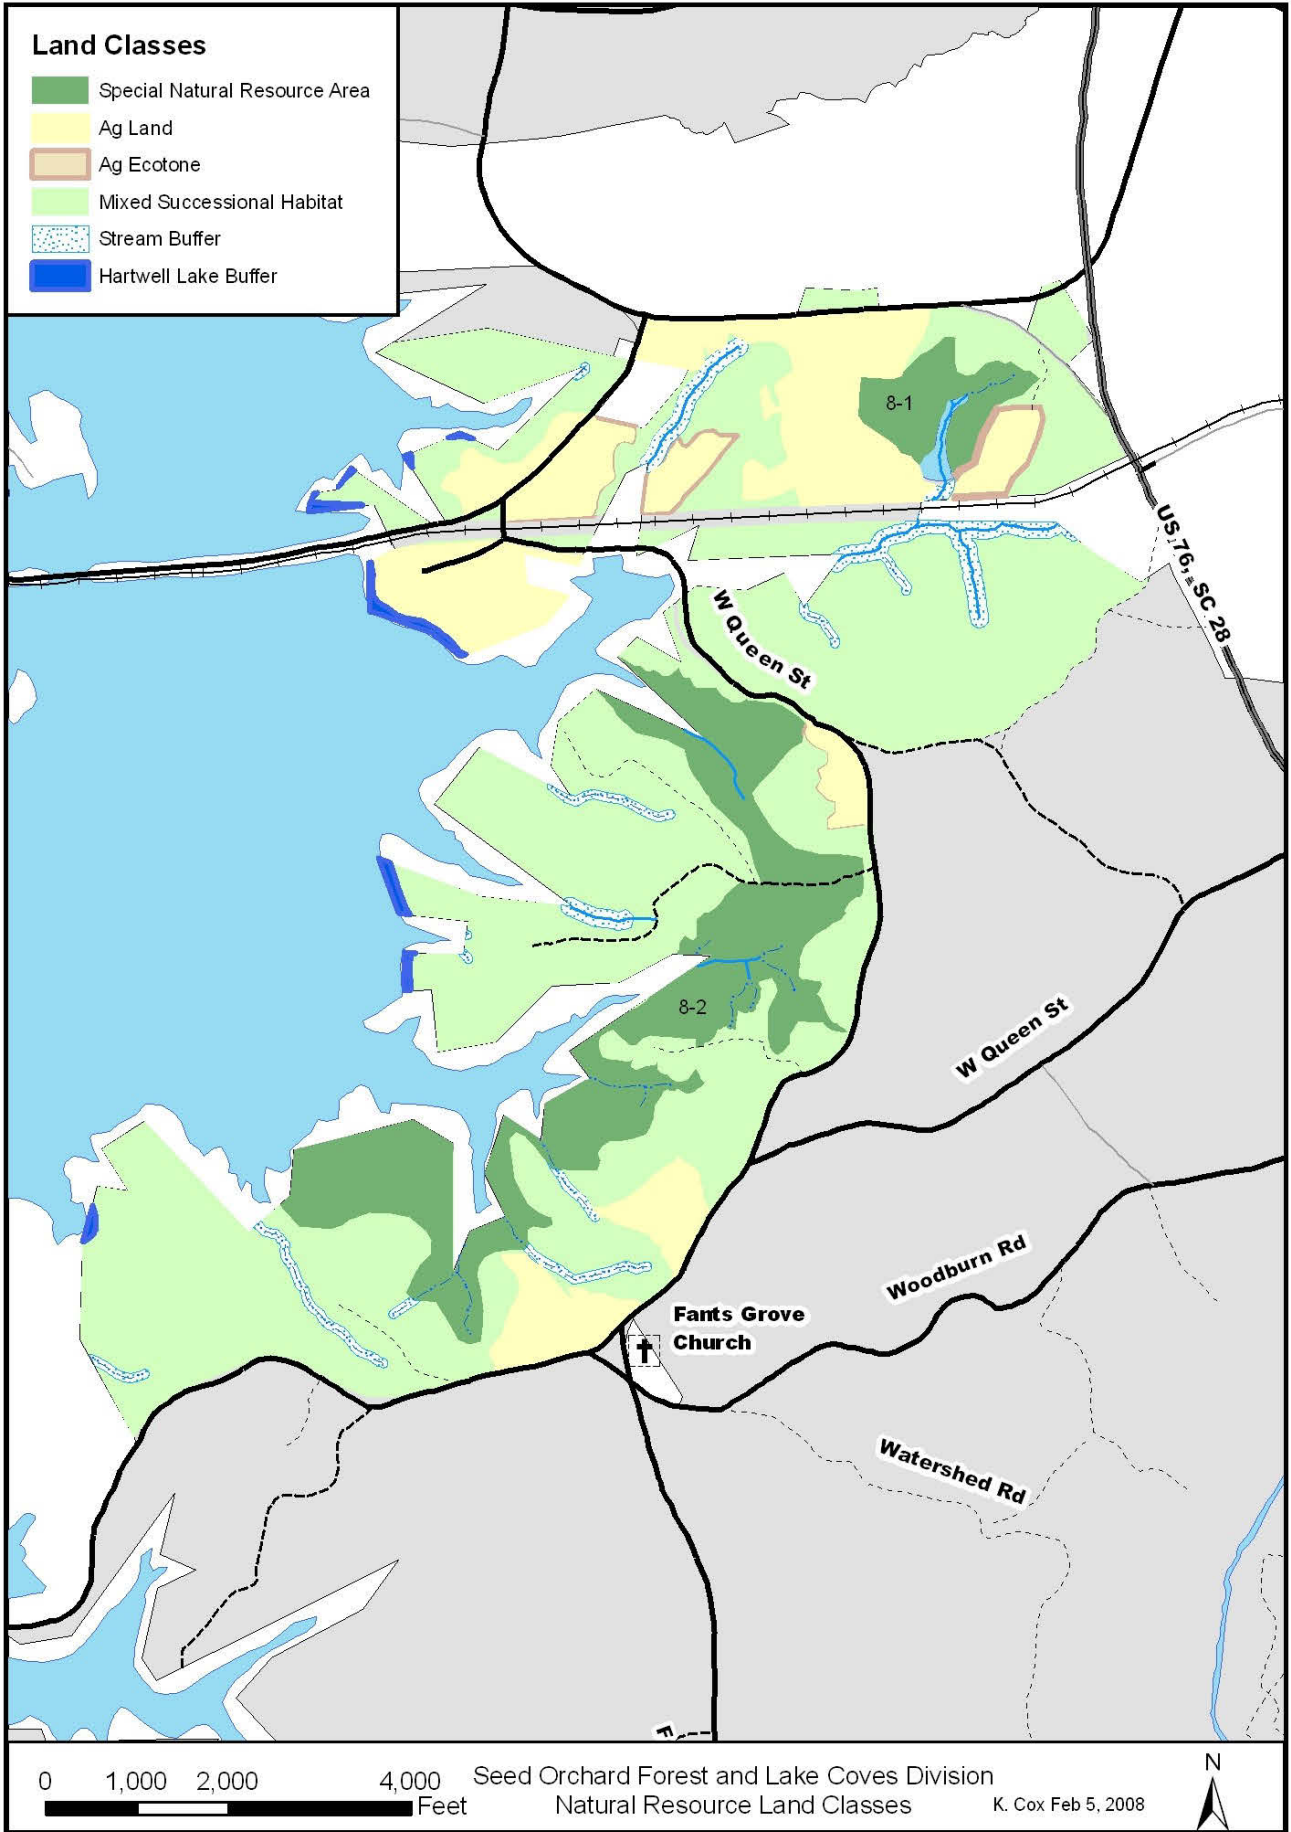 Land Classes
Special Natural Resource Area
Ag Land
Ag Ecotone
Mixed Successional Habitat
Stream Buffer
Hartwell Lake Buffer
8-1
US 76, SC 28
W Queen St
8-2
W Queen St
Woodburn Rd
Fants Grove
Church
Watershed Rd
F
0 1,000 2,000 4,000
Feet
Seed Orchard Forest and Lake Coves Division
Natural Resource Land Classes
K. Cox Feb 5, 2008
N